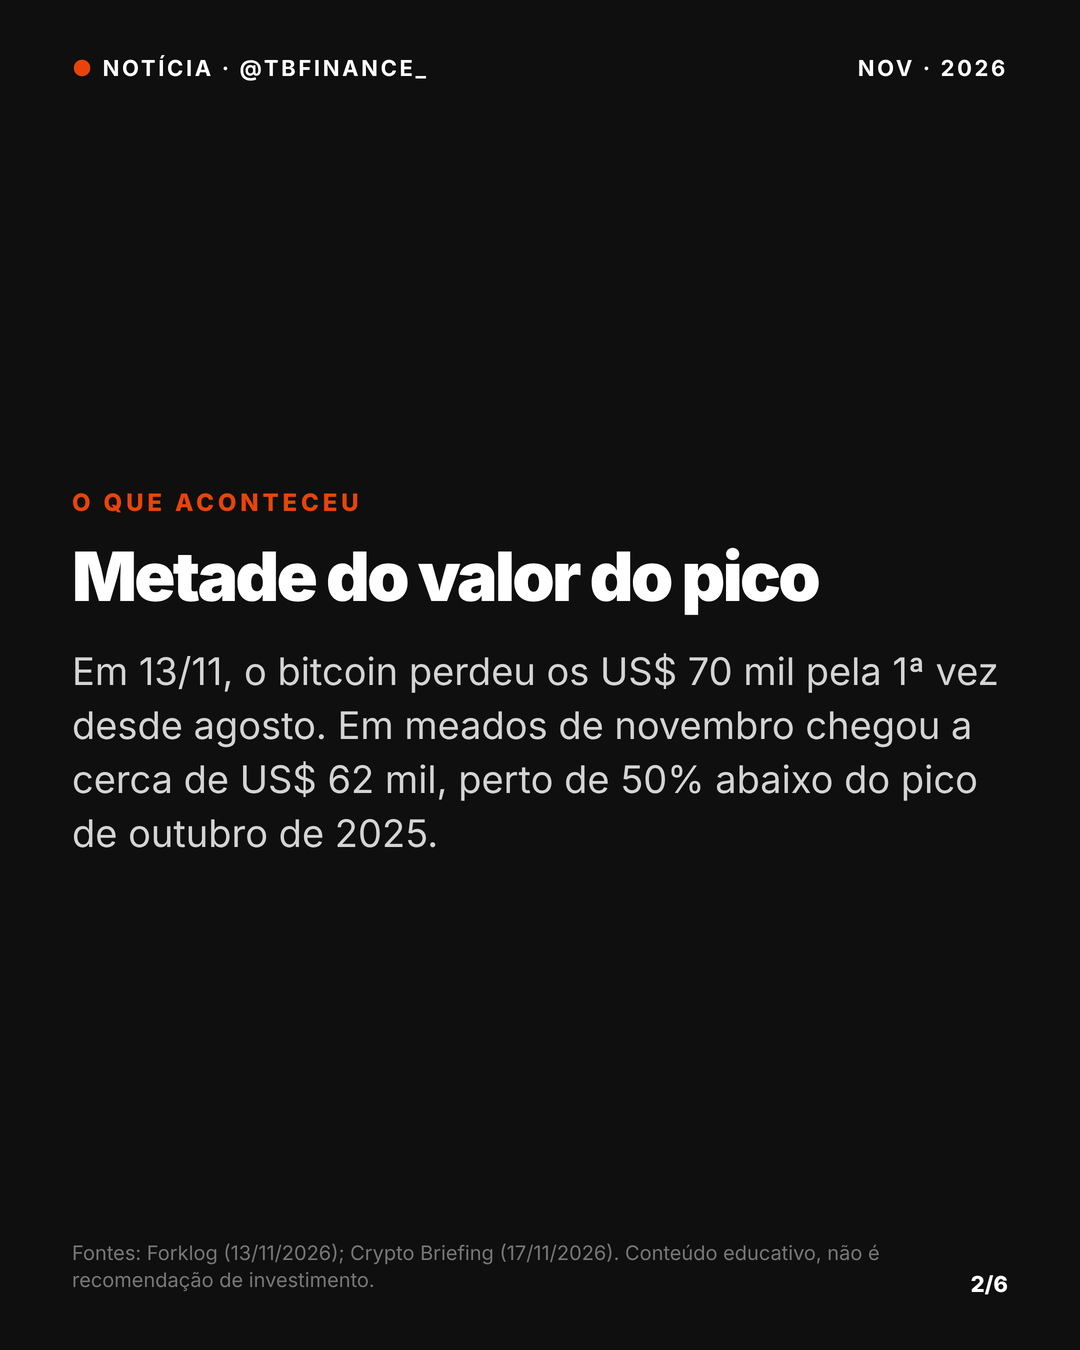 NOTÍCIA · @TBFINANCE_
NOV · 2026
O QUE ACONTECEU
Metade do valor do pico
Em 13/11, o bitcoin perdeu os US$ 70 mil pela 1ª vez
desde agosto. Em meados de novembro chegou a
cerca de US$ 62 mil, perto de 50% abaixo do pico
de outubro de 2025.
Fontes: Forklog (13/11/2026); Crypto Briefing (17/11/2026). Conteúdo educativo, não é
recomendação de investimento.
2/6